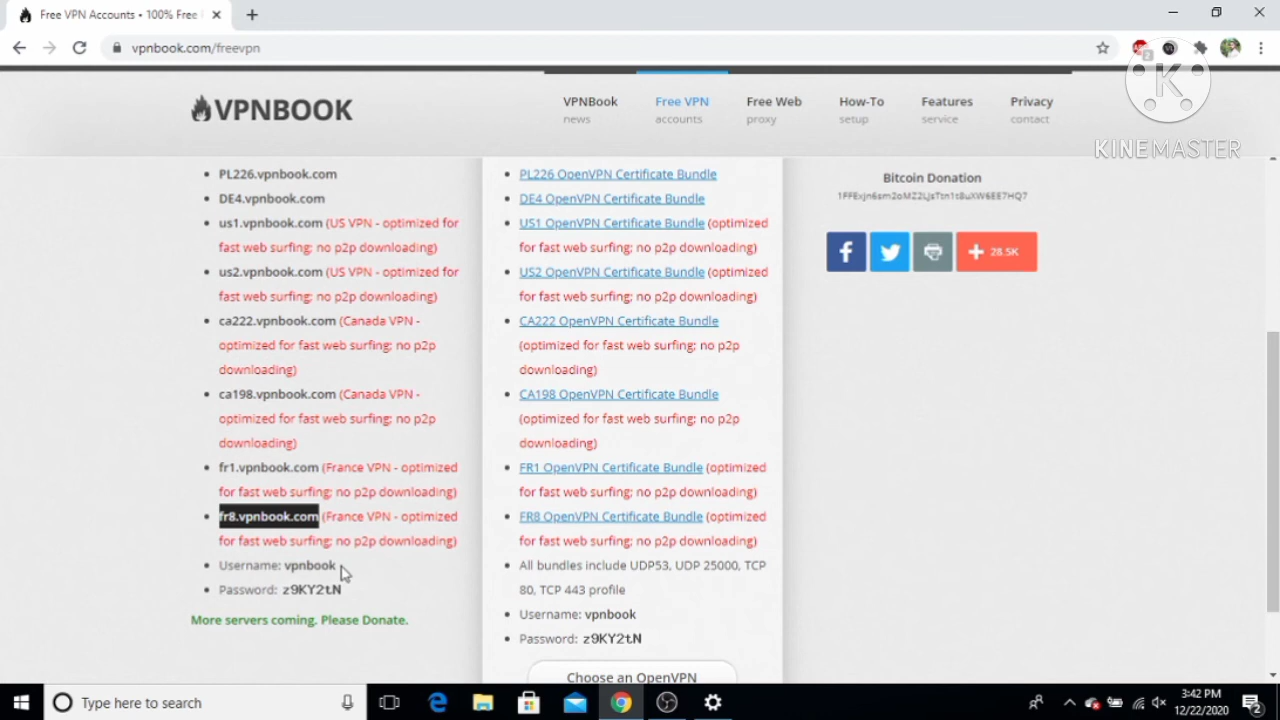 Free VPN Accounts • 100% Free
vpnbook.com/freevpn
VPNBOOK
VPNBook
news
Free VPN
accounts
Free Web
proxy
How-To
setup
Features
service
Privacy
contact
KINEMASTER
PL226.vpnbook.com
DE4.vpnbook.com
us1.vpnbook.com (US VPN - optimized for
fast web surfing; no p2p downloading)
us2.vpnbook.com (US VPN - optimized for
fast web surfing; no p2p downloading)
ca222.vpnbook.com (Canada VPN -
optimized for fast web surfing; no p2p
downloading)
ca198.vpnbook.com (Canada VPN -
optimized for fast web surfing; no p2p
downloading)
fr1.vpnbook.com (France VPN - optimized
for fast web surfing; no p2p downloading)
fr8.vpnbook.com (France VPN - optimized
for fast web surfing; no p2p downloading)
Username: vpnbook
Password: z9KY2tN
More servers coming. Please Donate.
PL226 OpenVPN Certificate Bundle
DE4 OpenVPN Certificate Bundle
US1 OpenVPN Certificate Bundle (optimized
for fast web surfing; no p2p downloading)
US2 OpenVPN Certificate Bundle (optimized
for fast web surfing; no p2p downloading)
CA222 OpenVPN Certificate Bundle
(optimized for fast web surfing; no p2p
downloading)
CA198 OpenVPN Certificate Bundle
(optimized for fast web surfing; no p2p
downloading)
FR1 OpenVPN Certificate Bundle (optimized
for fast web surfing; no p2p downloading)
FR8 OpenVPN Certificate Bundle (optimized
for fast web surfing; no p2p downloading)
All bundles include UDP53, UDP 25000, TCP
80, TCP 443 profile
Username: vpnbook
Password: z9KY2tN
Choose an OpenVPN
Bitcoin Donation
28.5K
Type here to search
3:42 PM
12/22/2020
2